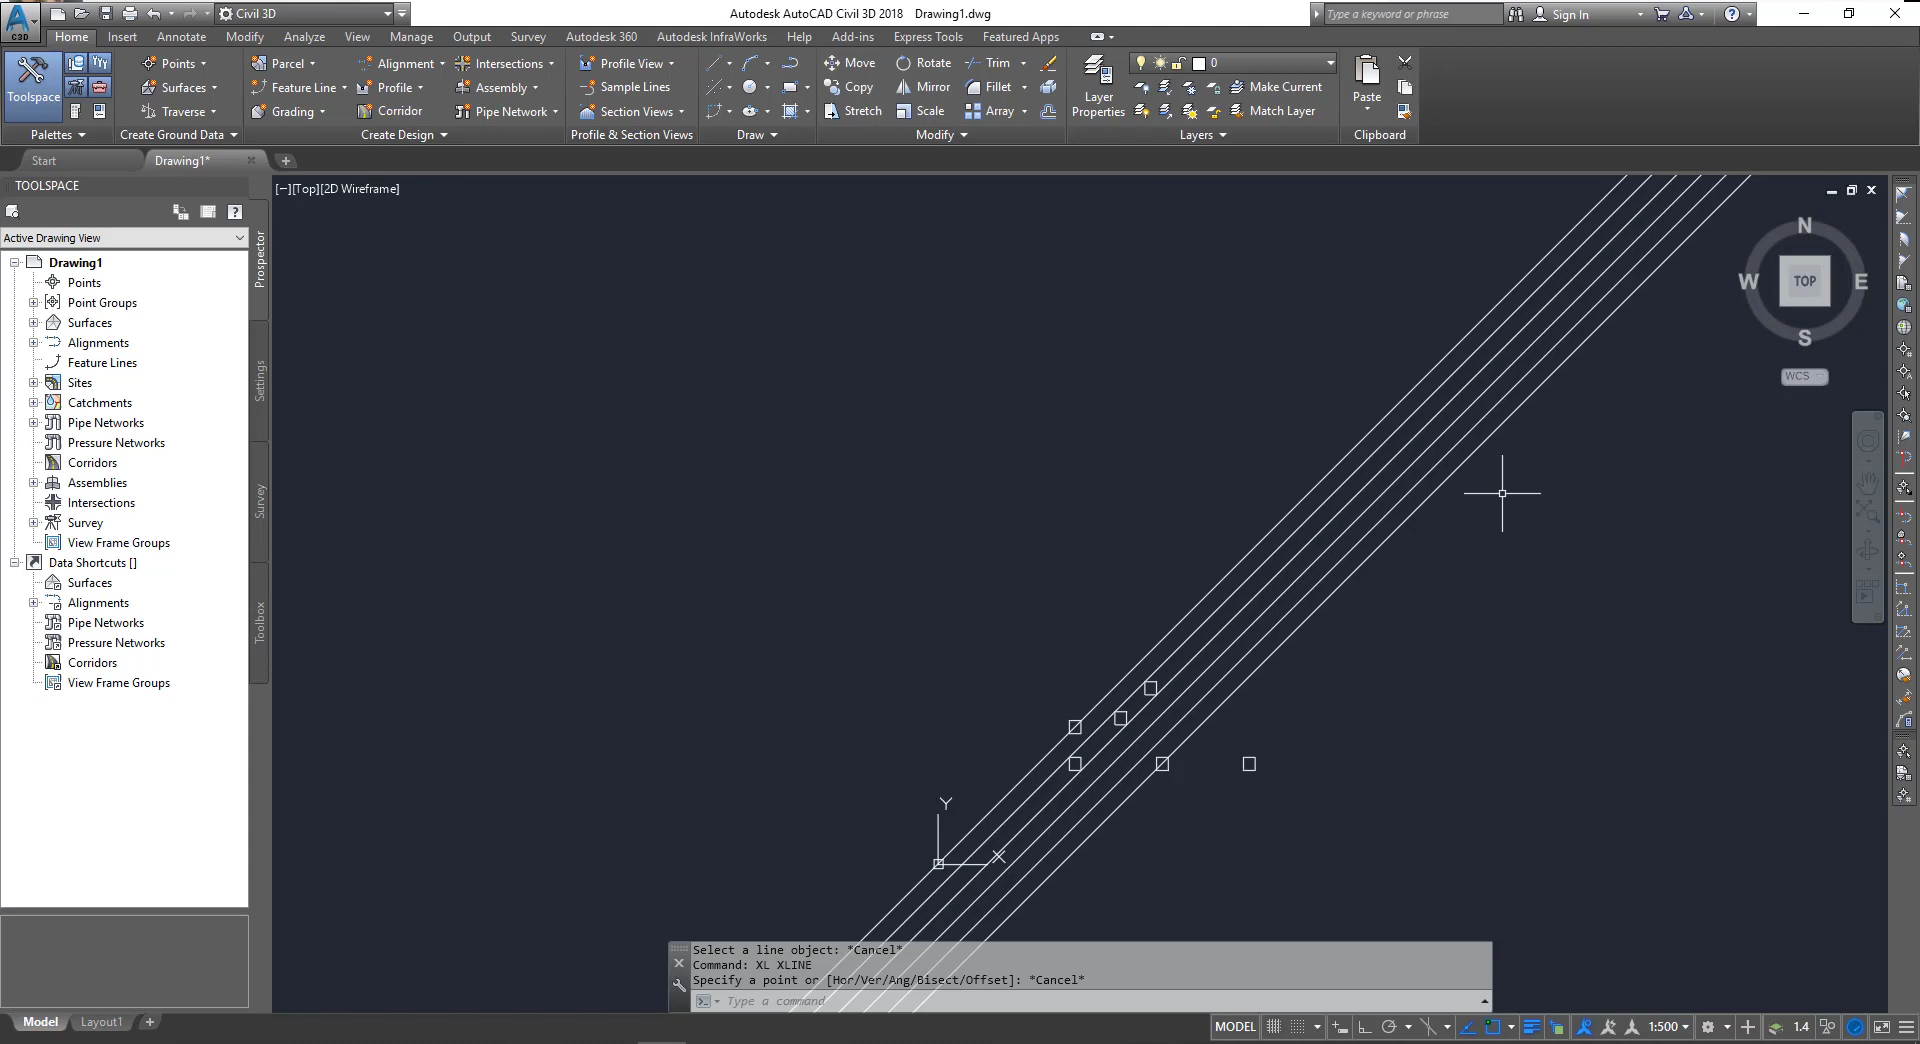 A
C3D
Civil 3D
Autodesk AutoCAD Civil 3D 2018 Drawing1.dwg
Type a keyword or phrase
Sign In
?
Home Insert Annotate Modify Analyze View Manage Output Survey Autodesk 360 Autodesk InfraWorks Help Add-ins Express Tools Featured Apps
Toolspace
Palettes
Points
Surfaces
Traverse
Create Ground Data
Parcel
Feature Line
Grading
Alignment
Profile
Corridor
Intersections
Assembly
Pipe Network
Create Design
Profile View
Sample Lines
Section Views
Profile & Section Views
Draw
Move
Copy
Stretch
Rotate
Mirror
Scale
Trim
Fillet
Array
Modify
Layer
Properties
0
Make Current
Match Layer
Layers
Paste
Clipboard
Start
Drawing1*
TOOLSPACE
?
Active Drawing View
Drawing1
Points
Point Groups
Surfaces
Alignments
Feature Lines
Sites
Catchments
Pipe Networks
Pressure Networks
Corridors
Assemblies
Intersections
Survey
View Frame Groups
Data Shortcuts []
Surfaces
Alignments
Pipe Networks
Pressure Networks
Corridors
View Frame Groups
Prospector
Settings
Survey
Toolbox
[−][Top][2D Wireframe]
N
W TOP E
S
WCS
Y
X
Select a line object: *Cancel*
Command: XL XLINE
Specify a point or [Hor/Ver/Ang/Bisect/Offset]: *Cancel*
Type a command
Model Layout1
MODEL
1:500
1.4